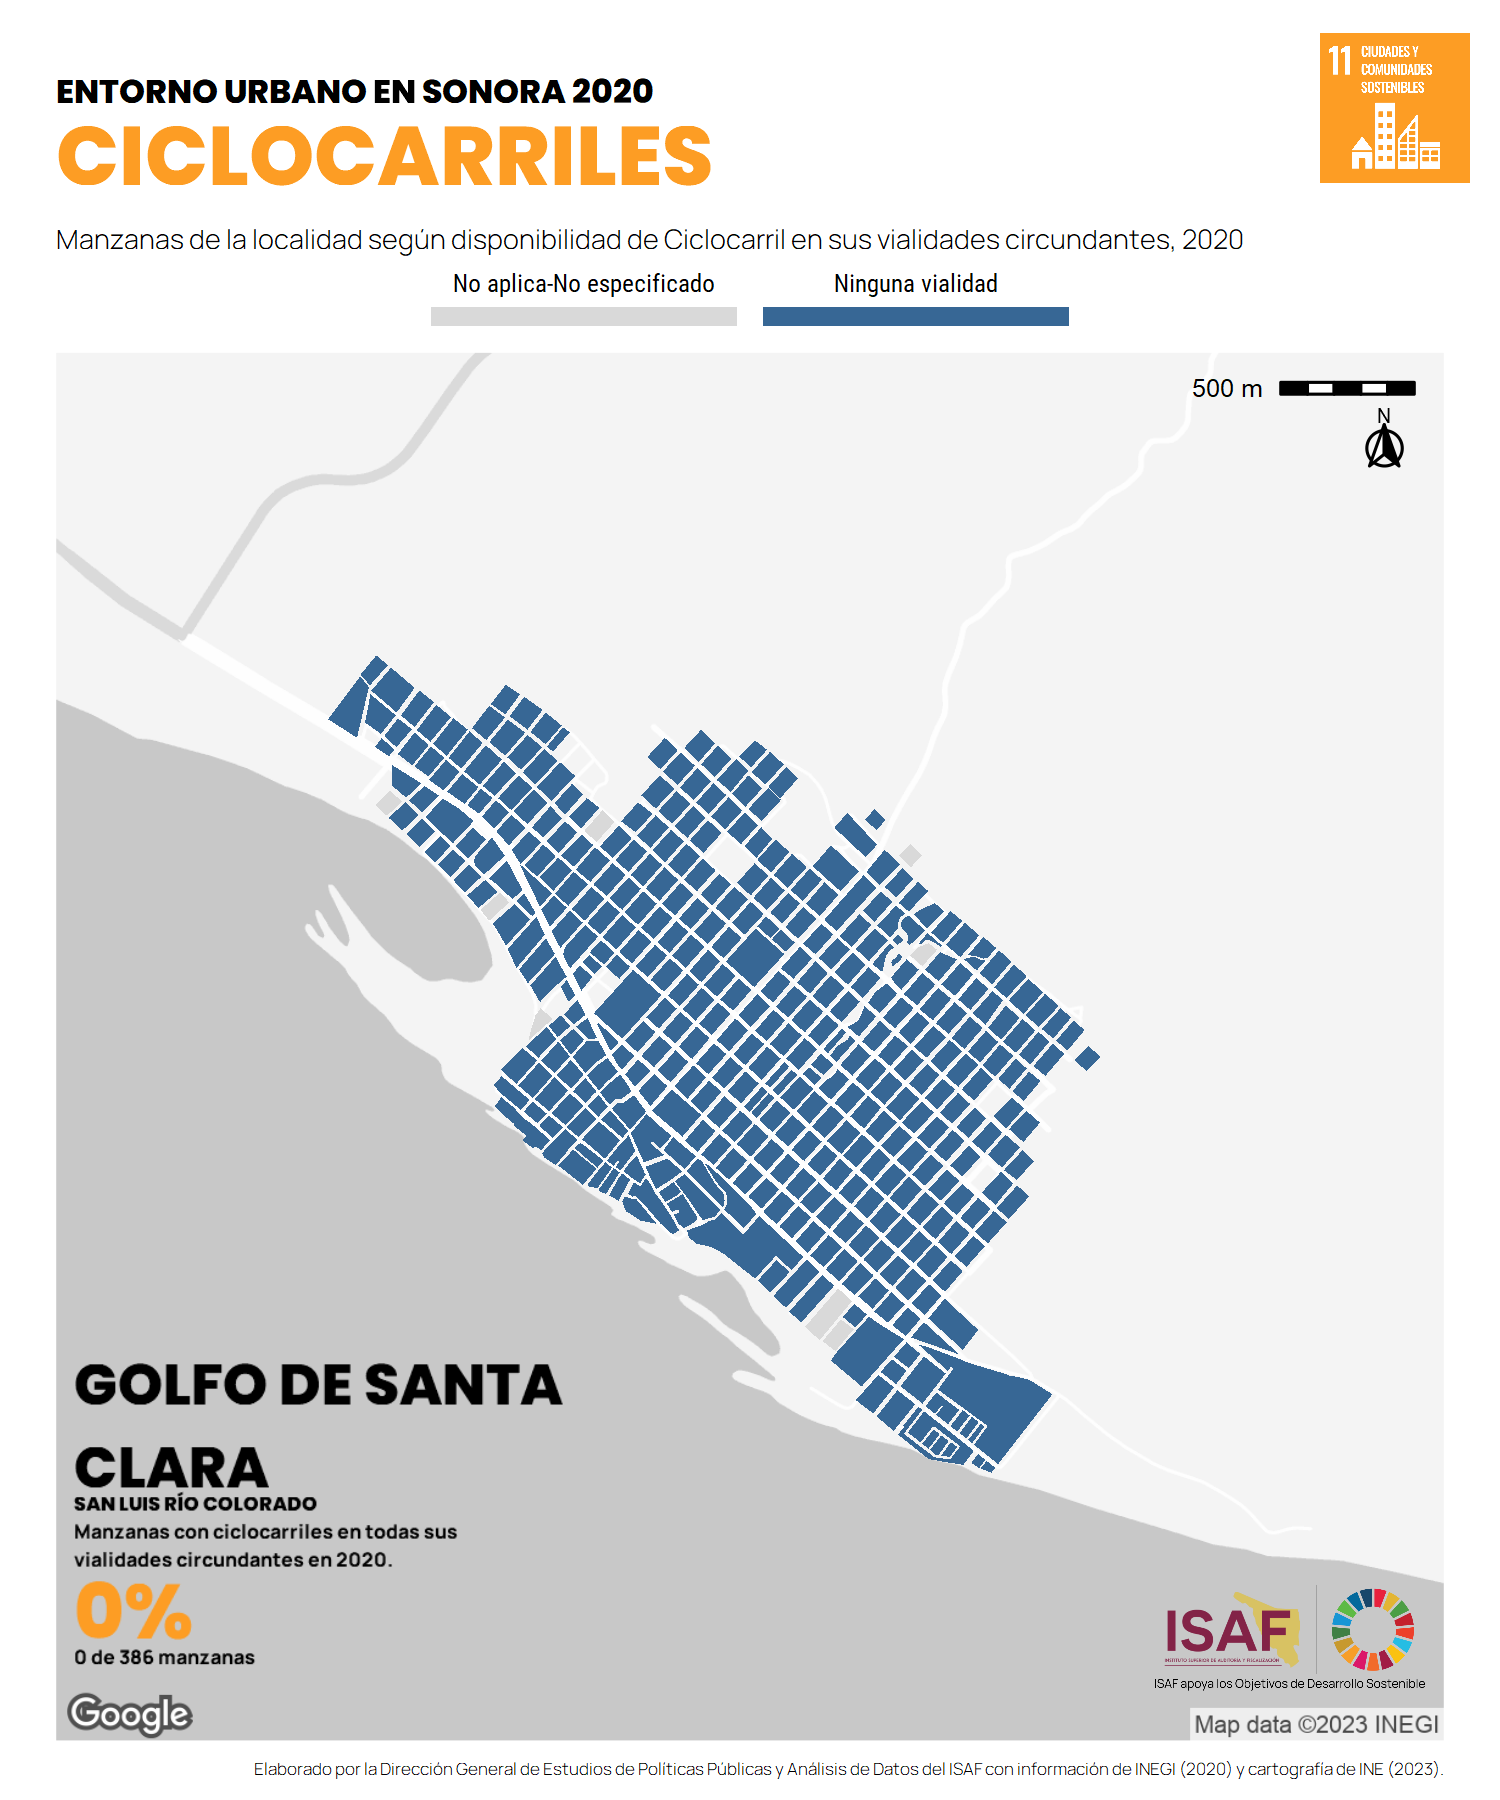 11 CIUDADES Y
COMUNIDADES
SOSTENIBLES
ENTORNO URBANO EN SONORA 2020
CICLOCARRILES
Manzanas de la localidad según disponibilidad de Ciclocarril en sus vialidades circundantes, 2020
No aplica-No especificado
Ninguna vialidad
500 m
N
GOLFO DE SANTA
CLARA
SAN LUIS RÍO COLORADO
Manzanas con ciclocarriles en todas sus
vialidades circundantes en 2020.
0%
0 de 386 manzanas
Google
ISAF
INSTITUTO SUPERIOR DE AUDITORÍA Y FISCALIZACIÓN
ISAF apoya los Objetivos de Desarrollo Sostenible
Map data ©2023 INEGI
Elaborado por la Dirección General de Estudios de Políticas Públicas y Análisis de Datos del ISAF con información de INEGI (2020) y cartografía de INE (2023).